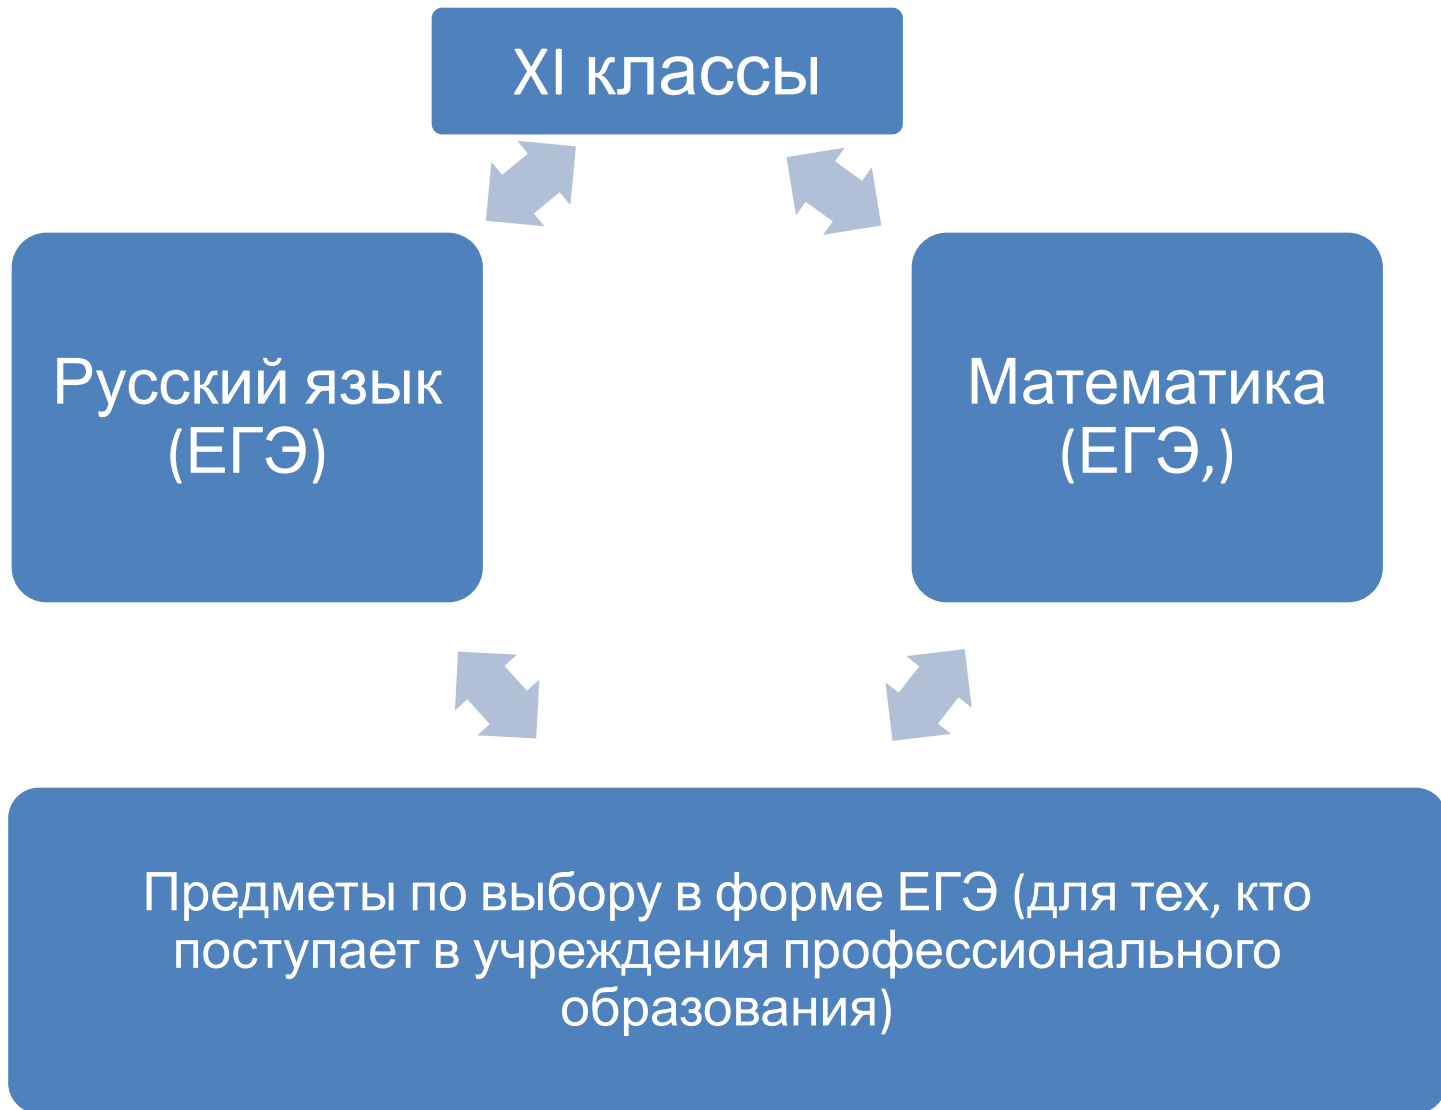 XI классы
Русский язык
(ЕГЭ)
Математика
(ЕГЭ,)
Предметы по выбору в форме ЕГЭ (для тех, кто
поступает в учреждения профессионального
образования)